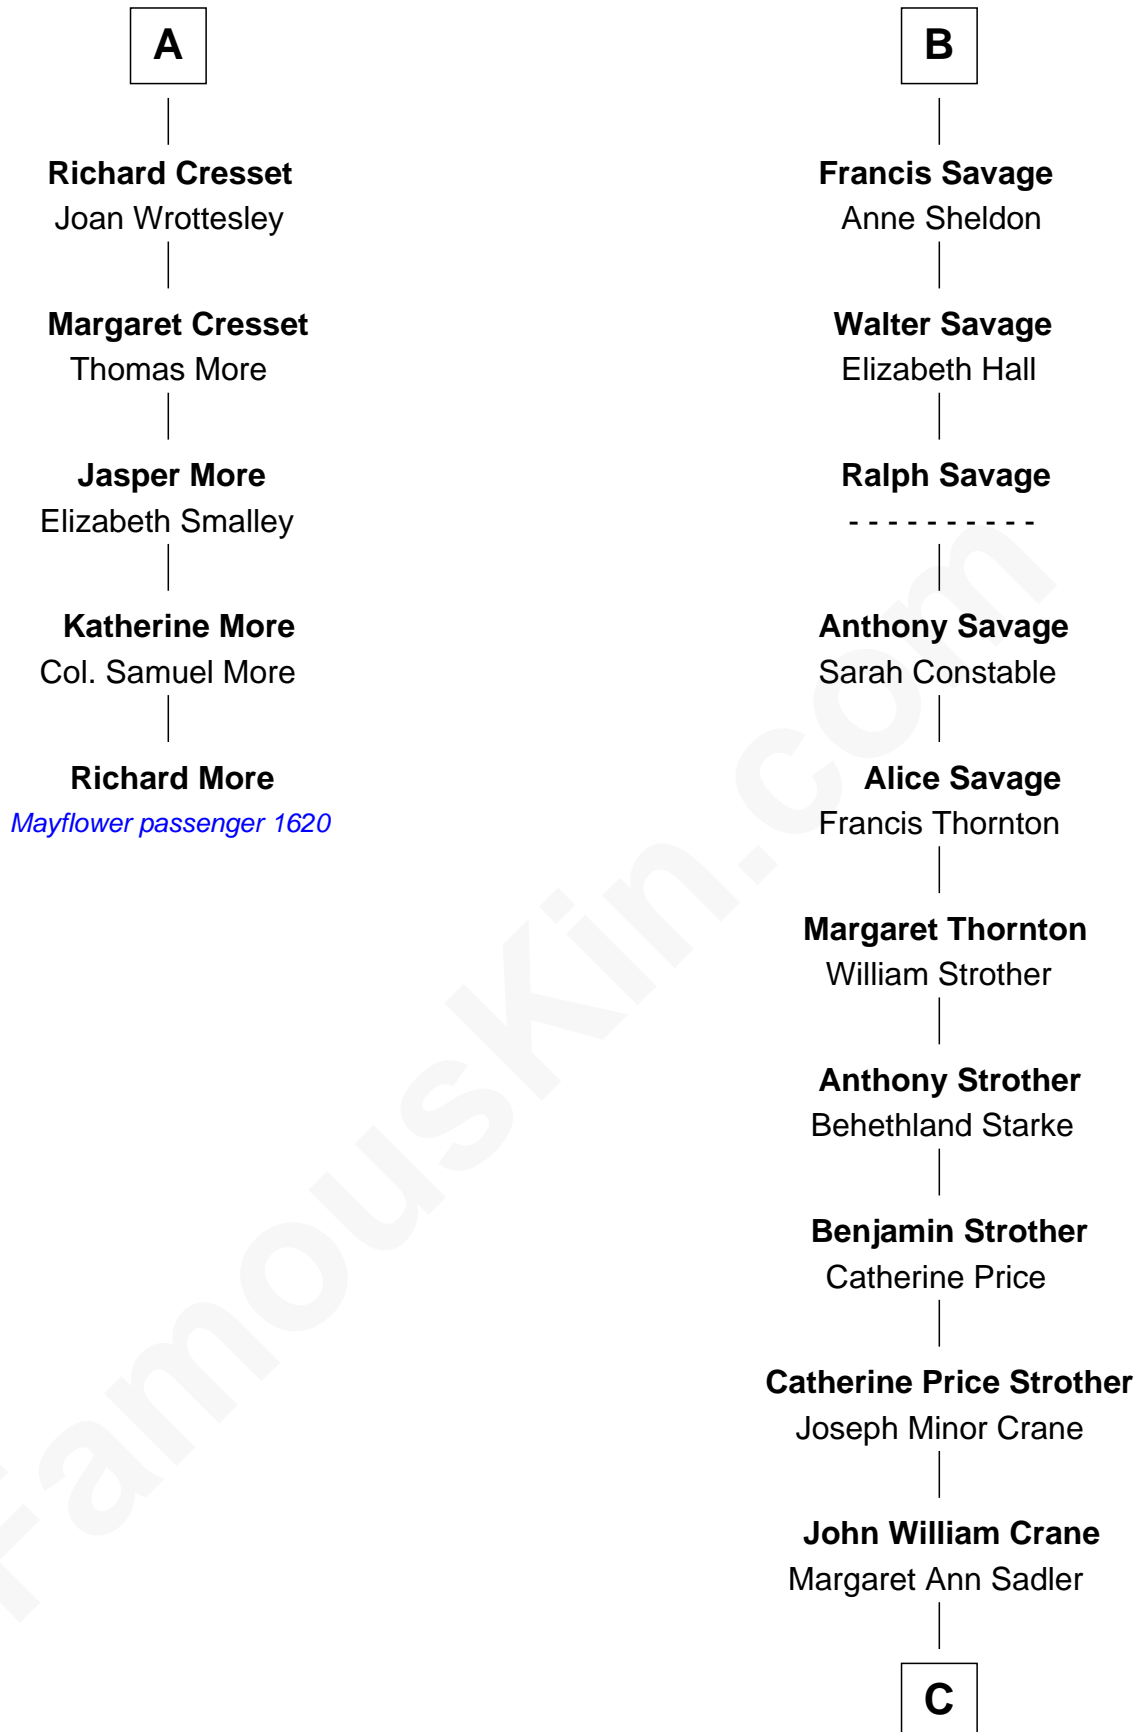 A
Richard Cresset
Joan Wrottesley
Margaret Cresset
Thomas More
Jasper More
Elizabeth Smalley
Katherine More
Col. Samuel More
Richard More
Mayflower passenger 1620
B
Francis Savage
Anne Sheldon
Walter Savage
Elizabeth Hall
Ralph Savage
- - - - - - - - - -
Anthony Savage
Sarah Constable
Alice Savage
Francis Thornton
Margaret Thornton
William Strother
Anthony Strother
Behethland Starke
Benjamin Strother
Catherine Price
Catherine Price Strother
Joseph Minor Crane
John William Crane
Margaret Ann Sadler
C
FamousKin.com